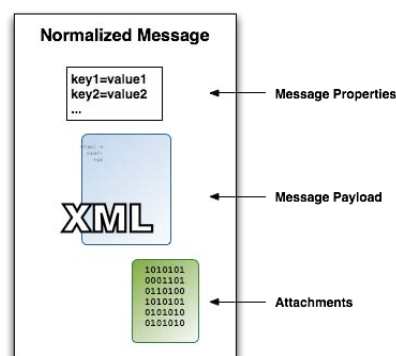 Normalized Message
key1=value1
key2=value2
...
Message Properties
XML
Message Payload
1010101
0001101
0110100
1010101
0101010
0101010
Attachments